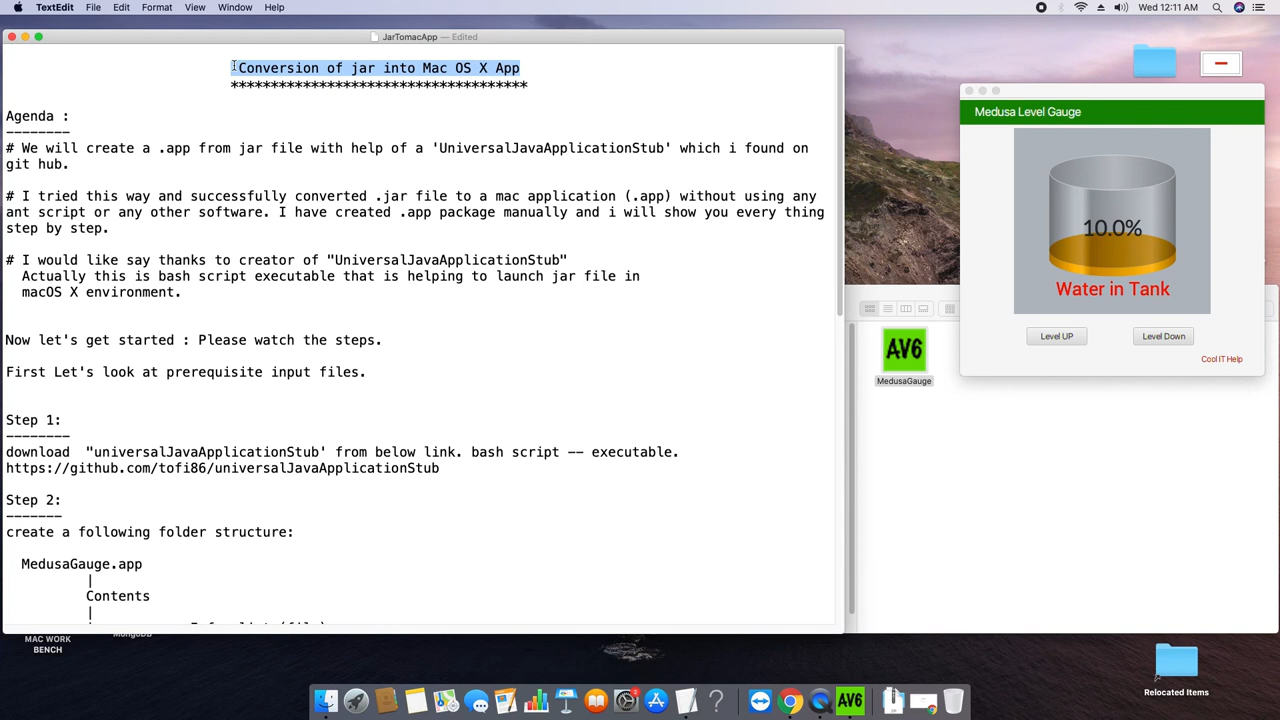 TextEdit File Edit Format View Window Help
Wed 12:11 AM
JarTomacApp — Edited
Conversion of jar into Mac OS X App
*************************************
Agenda :
--------
# We will create a .app from jar file with help of a 'UniversalJavaApplicationStub' which i found on
git hub.
# I tried this way and successfully converted .jar file to a mac application (.app) without using any
ant script or any other software. I have created .app package manually and i will show you every thing
step by step.
# I would like say thanks to creator of "UniversalJavaApplicationStub"
Actually this is bash script executable that is helping to launch jar file in
macOS X environment.
Now let's get started : Please watch the steps.
First Let's look at prerequisite input files.
Step 1:
--------
download "universalJavaApplicationStub' from below link. bash script -- executable.
https://github.com/tofi86/universalJavaApplicationStub
Step 2:
-------
create a following folder structure:
MedusaGauge.app
|
Contents
|
Medusa Level Gauge
10.0%
Water in Tank
Level UP
Level Down
Cool IT Help
AV6
MedusaGauge
MAC WORK
BENCH
MongoDB
Relocated Items
AV6